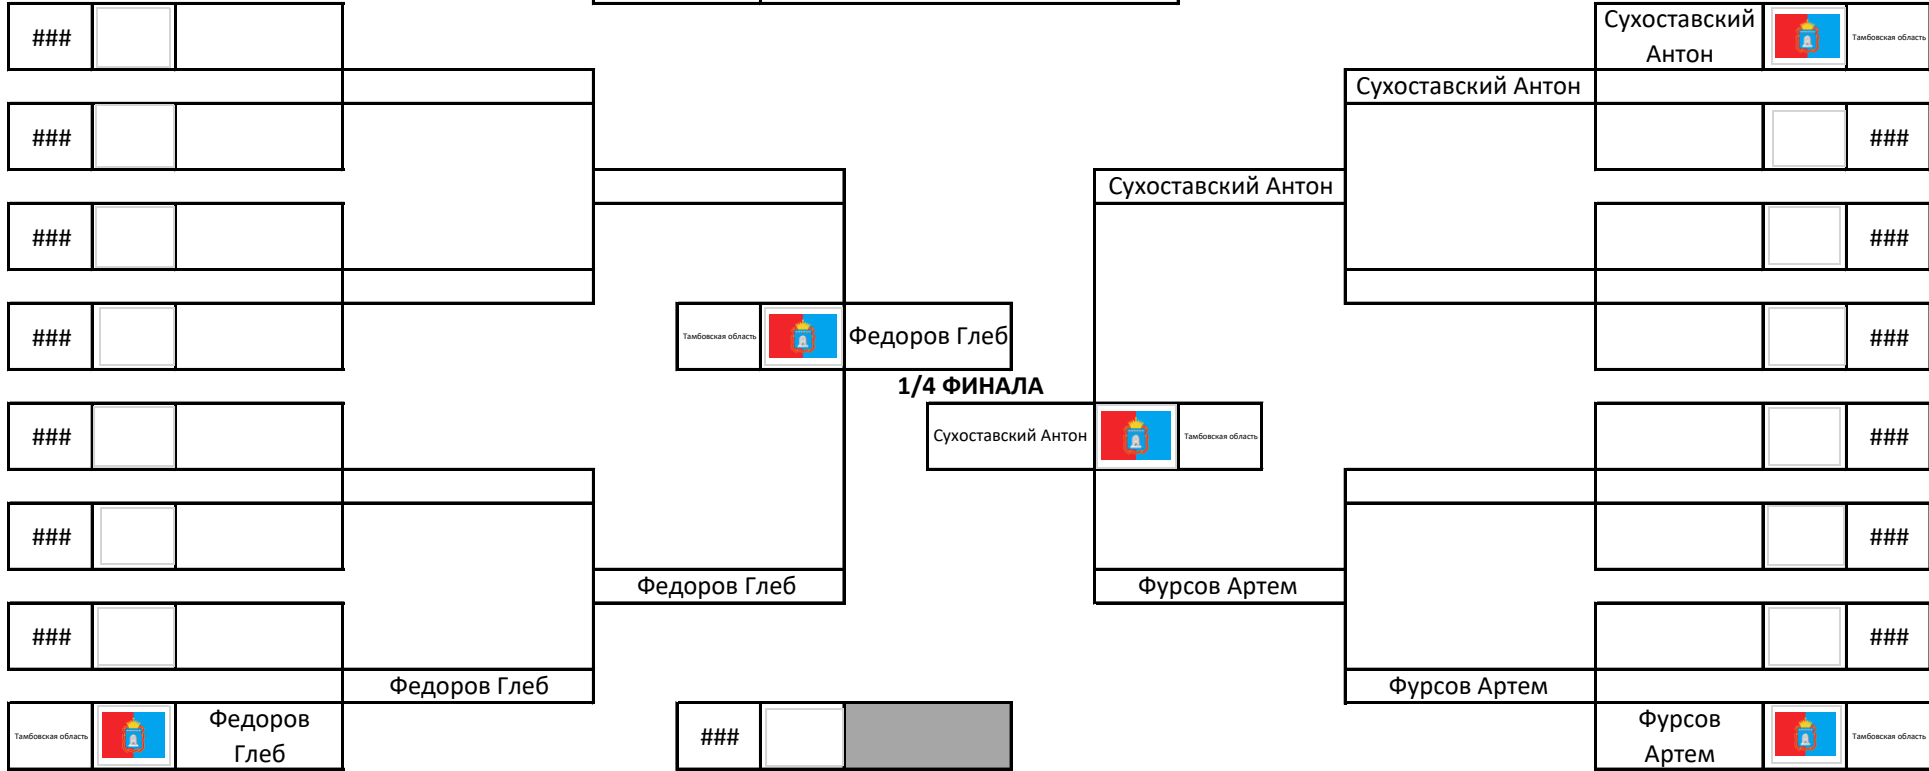 ###
Сухоставский
Антон
Тамбовская область
Сухоставский Антон
###
###
Сухоставский Антон
###
###
###
Тамбовская область
Федоров Глеб
###
1/4 ФИНАЛА
###
Сухоставский Антон
Тамбовская область
###
###
###
Федоров Глеб
Фурсов Артем
###
###
Федоров Глеб
Фурсов Артем
Тамбовская область
Федоров
Глеб
###
Фурсов
Артем
Тамбовская область